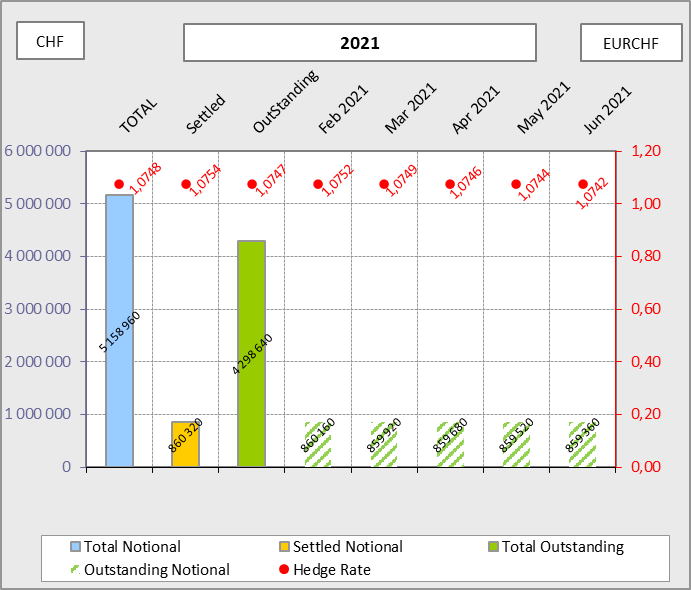 CHF
2021
EURCHF
TOTAL
Settled
OutStanding
Feb 2021
Mar 2021
Apr 2021
May 2021
Jun 2021
6 000 000
5 000 000
4 000 000
3 000 000
2 000 000
1 000 000
0
1,20
1,00
0,80
0,60
0,40
0,20
0,00
1,0748
1,0754
1,0747
1,0752
1,0749
1,0746
1,0744
1,0742
5 158 960
860 320
4 298 640
860 160
859 920
859 680
859 520
859 360
Total Notional
Settled Notional
Total Outstanding
Outstanding Notional
Hedge Rate